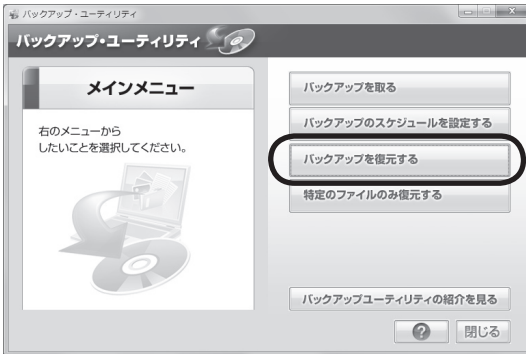 バックアップ・ユーティリティ
バックアップ・ユーティリティ
メインメニュー
右のメニューから
したいことを選択してください。
バックアップを取る
バックアップのスケジュールを設定する
バックアップを復元する
特定のファイルのみ復元する
バックアップユーティリティの紹介を見る
?
閉じる